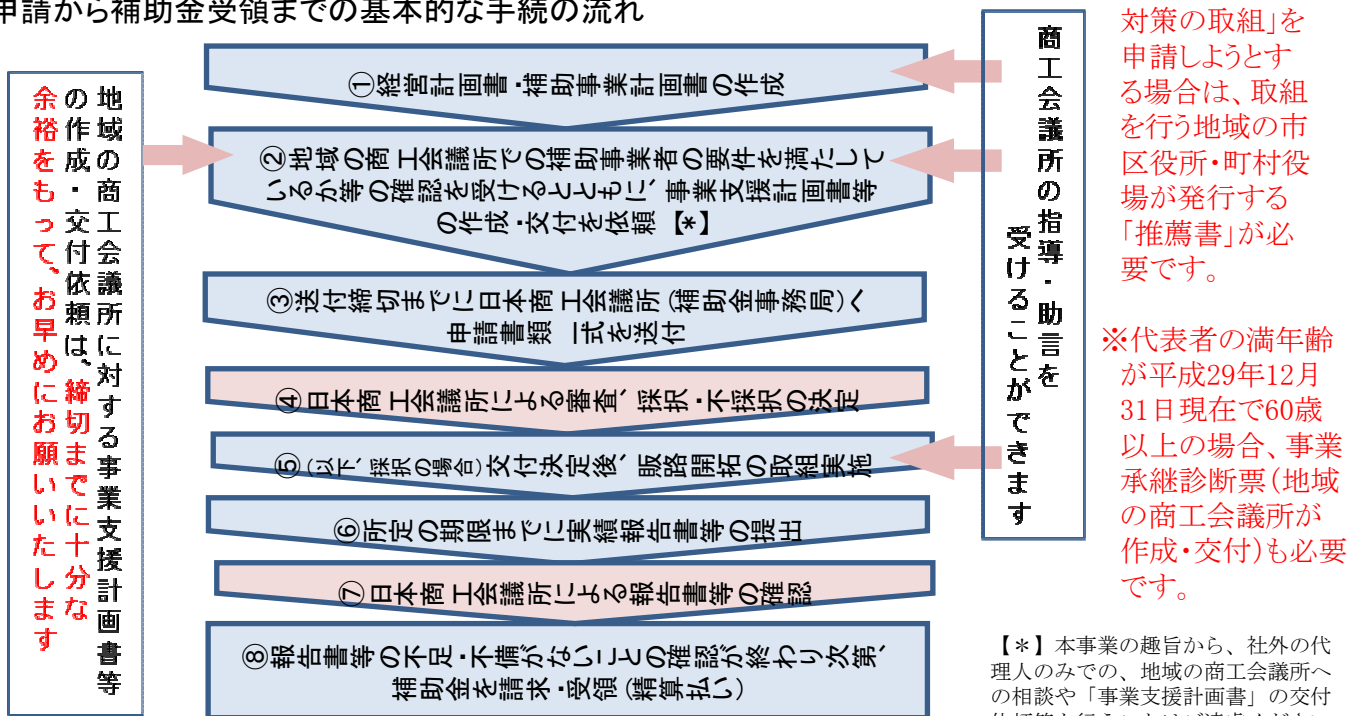 申請から補助金受領までの基本的な手続の流れ
地域の商工会議所に対する事業支援計画書等
の作成・交付依頼は、締切までに十分な
余裕をもって、お早めにお願いいたします
①経営計画書・補助事業計画書の作成
②地域の商工会議所での補助事業者の要件を満たして
いるか等の確認を受けるとともに、事業支援計画書等
の作成・交付を依頼【*】
③送付締切までに日本商工会議所(補助金事務局)へ
申請書類一式を送付
④日本商工会議所による審査、採択・不採択の決定
⑤(以下、採択の場合)交付決定後、販路開拓の取組実施
⑥所定の期限までに実績報告書等の提出
⑦日本商工会議所による報告書等の確認
⑧報告書等の不足・不備がないことの確認が終わり次第、
補助金を請求・受領(精算払い)
商工会議所の指導・助言を
受けることができます
対策の取組」を
申請しようとす
る場合は、取組
を行う地域の市
区役所・町村役
場が発行する
「推薦書」が必
要です。
※代表者の満年齢
が平成29年12月
31日現在で60歳
以上の場合、事業
承継診断票(地域
の商工会議所が
作成・交付)も必要
です。
【*】本事業の趣旨から、社外の代
理人のみでの、地域の商工会議所へ
の相談や「事業支援計画書」の交付